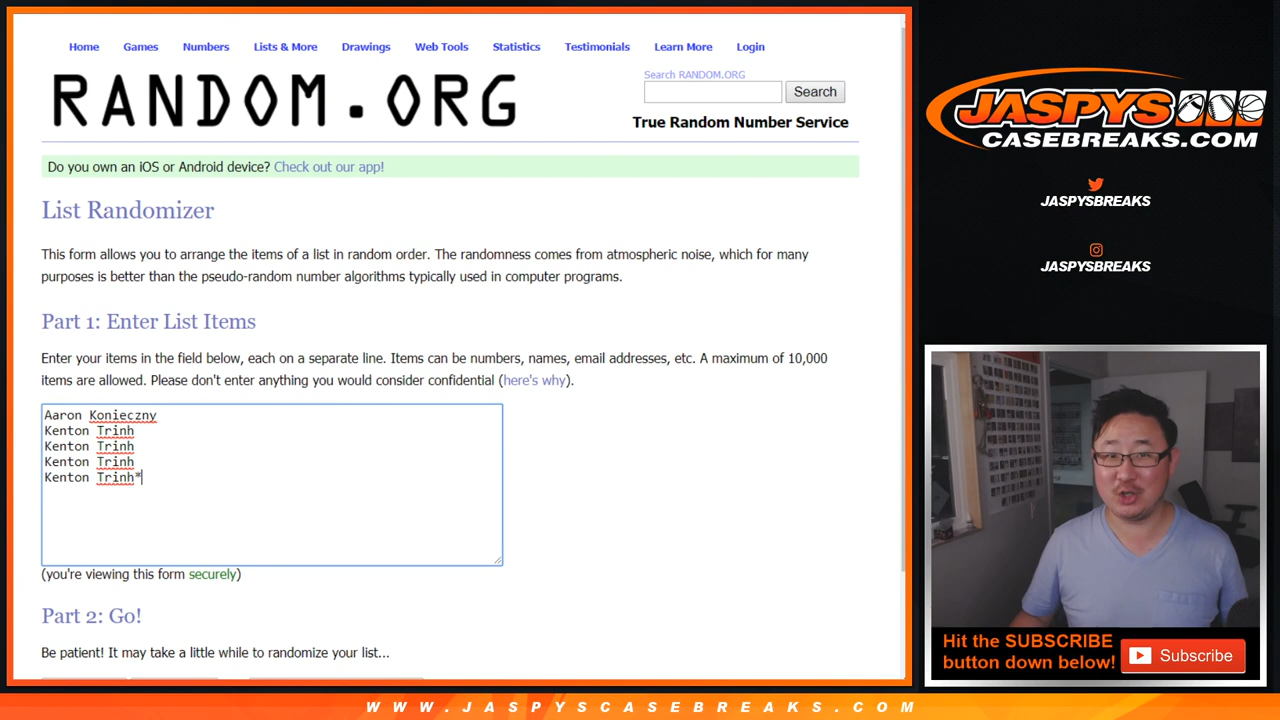 Home Games Numbers Lists & More Drawings Web Tools Statistics Testimonials Learn More Login
RANDOM.ORG
Search RANDOM.ORG
Search
True Random Number Service
Do you own an iOS or Android device? Check out our app!
List Randomizer
This form allows you to arrange the items of a list in random order. The randomness comes from atmospheric noise, which for many
purposes is better than the pseudo-random number algorithms typically used in computer programs.
Part 1: Enter List Items
Enter your items in the field below, each on a separate line. Items can be numbers, names, email addresses, etc. A maximum of 10,000
items are allowed. Please don't enter anything you would consider confidential (here's why).
Aaron Konieczny
Kenton Trinh
Kenton Trinh
Kenton Trinh
Kenton Trinh*
(you're viewing this form securely)
Part 2: Go!
Be patient! It may take a little while to randomize your list...
JASPYS
CASEBREAKS.COM
JASPYSBREAKS
JASPYSBREAKS
Hit the SUBSCRIBE
button down below!
Subscribe
WWW.JASPYSCASEBREAKS.COM